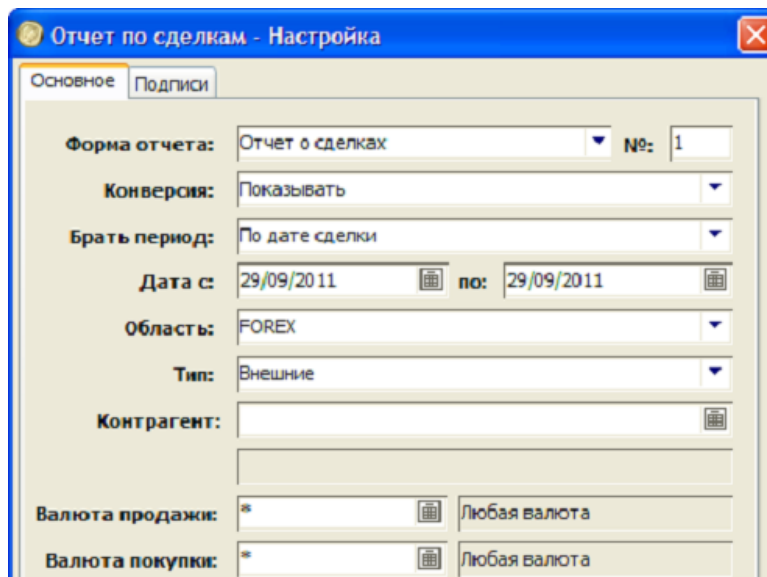 Отчет по сделкам - Настройка
Основное Подписи
Форма отчета: Отчет о сделках №: 1
Конверсия: Показывать
Брать период: По дате сделки
Дата с: 29/09/2011 по: 29/09/2011
Область: FOREX
Тип: Внешние
Контрагент:
Валюта продажи: * Любая валюта
Валюта покупки: * Любая валюта